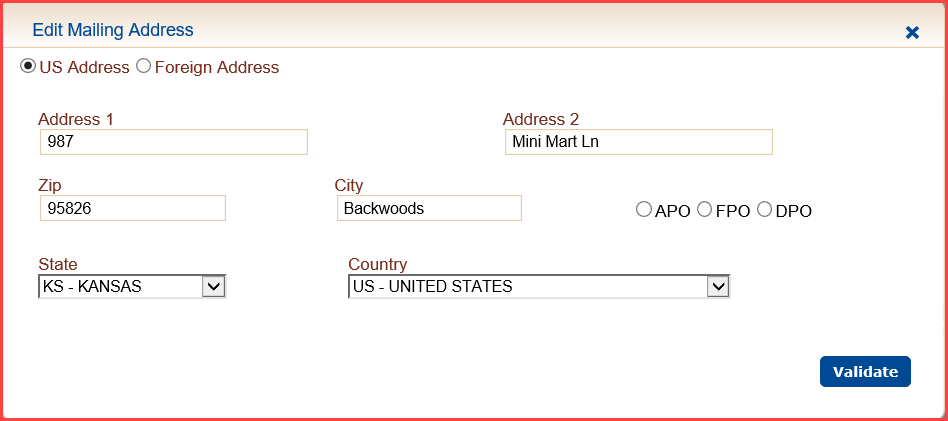 Edit Mailing Address
US Address Foreign Address
Address 1 Address 2
987 Mini Mart Ln
Zip City
95826 Backwoods APO FPO DPO
State Country
KS - KANSAS US - UNITED STATES
Validate